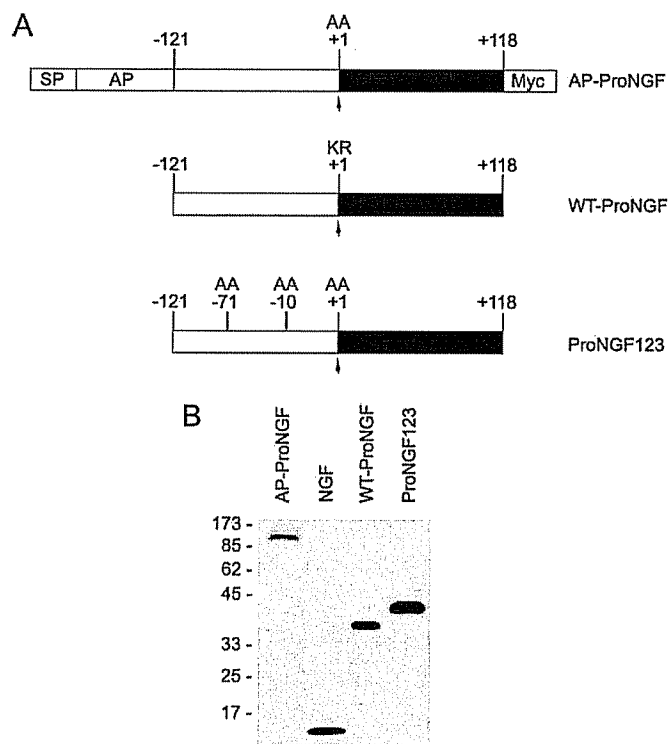 A
AA
-121 +1 +118
SP AP Myc AP-ProNGF
KR
-121 +1 +118
WT-ProNGF
AA AA AA
-121 -71 -10 +1 +118
ProNGF123
B
AP-ProNGF
NGF
WT-ProNGF
ProNGF123
173 -
85 -
62 -
45 -
33 -
25 -
17 -